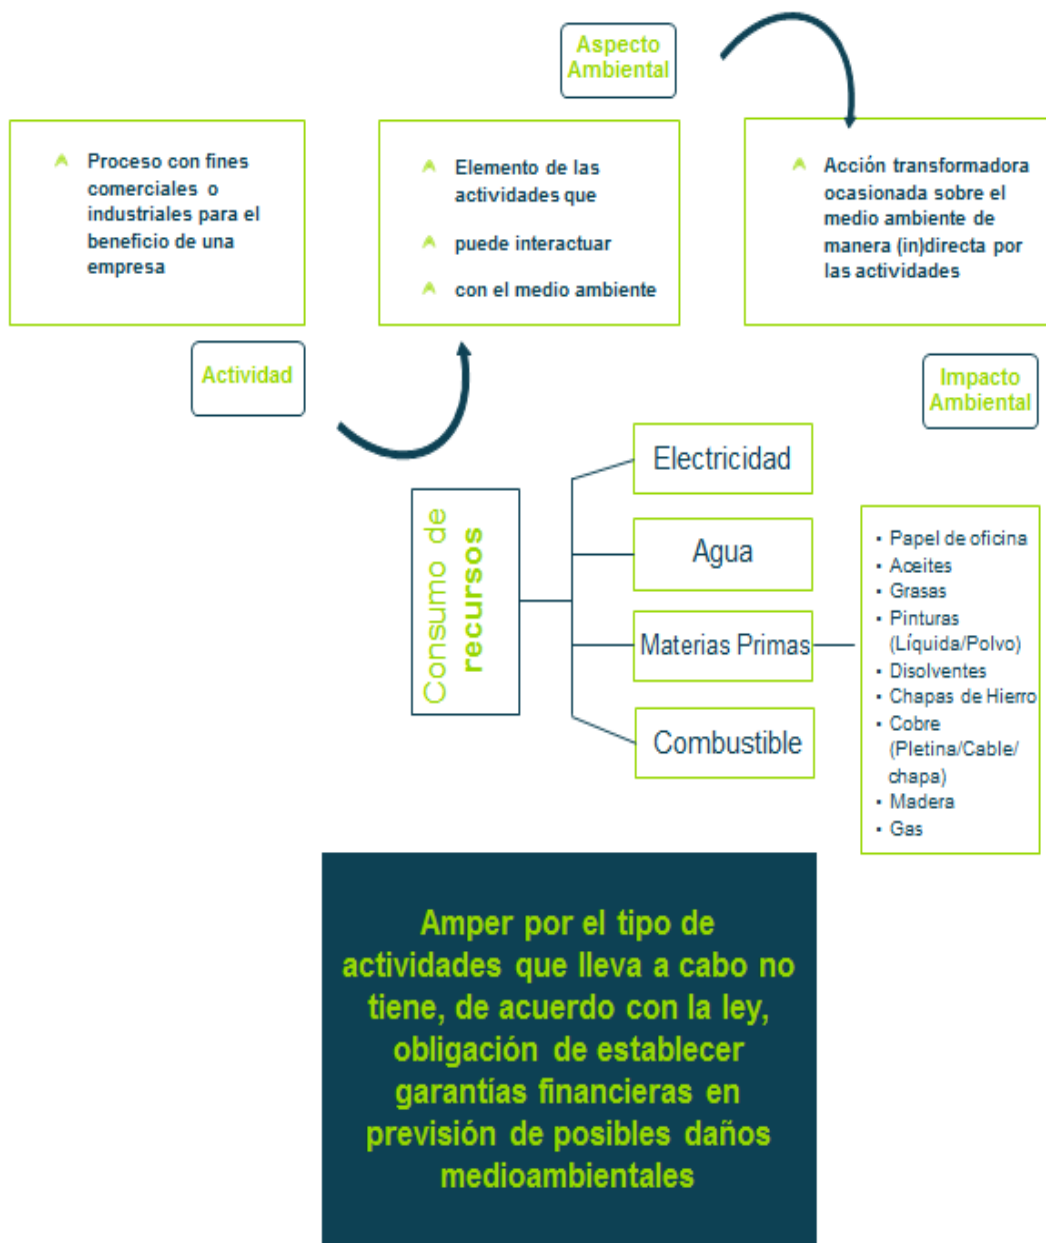 Aspecto
Ambiental
Proceso con fines
comerciales o
industriales para el
beneficio de una
empresa
Elemento de las
actividades que
puede interactuar
con el medio ambiente
Acción transformadora
ocasionada sobre el
medio ambiente de
manera (in)directa por
las actividades
Actividad
Impacto
Ambiental
Consumo de
recursos
Electricidad
Agua
Materias Primas
Combustible
• Papel de oficina
• Aceites
• Grasas
• Pinturas
(Líquida/Polvo)
• Disolventes
• Chapas de Hierro
• Cobre
(Pletina/Cable/
chapa)
• Madera
• Gas
Amper por el tipo de
actividades que lleva a cabo no
tiene, de acuerdo con la ley,
obligación de establecer
garantías financieras en
previsión de posibles daños
medioambientales